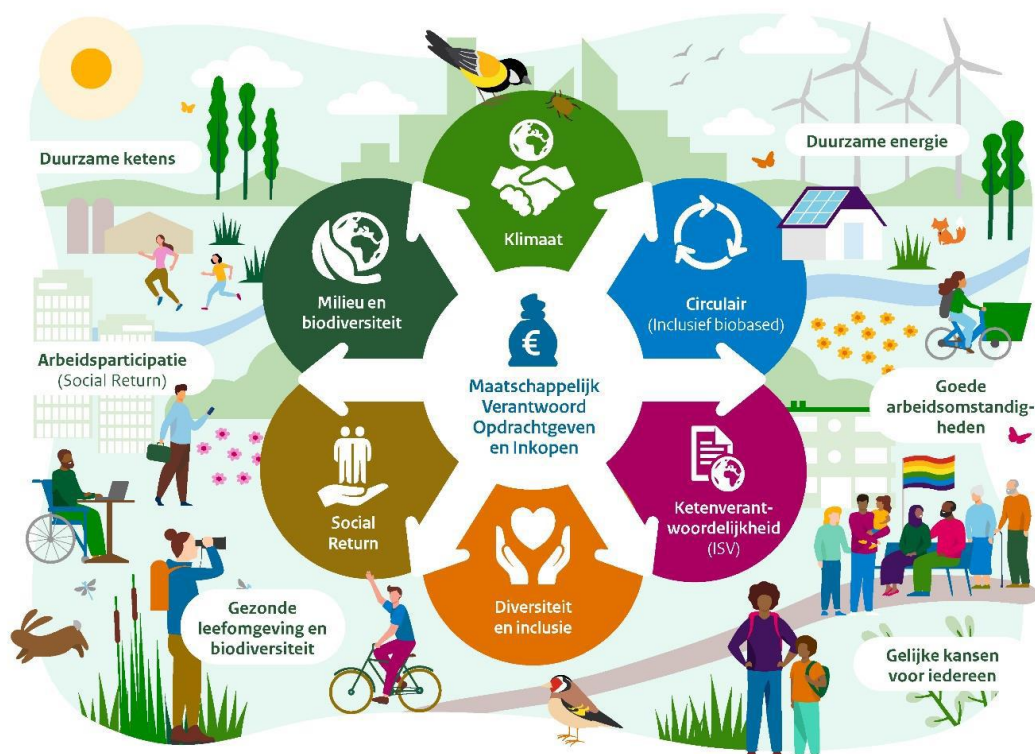 Duurzame ketens
Duurzame energie
Klimaat
Milieu en
biodiversiteit
Circulair
(Inclusief biobased)
Arbeidsparticipatie
(Social Return)
€
Maatschappelijk
Verantwoord
Opdrachtgeven
en Inkopen
Goede
arbeidsomstandig-
heden
Social
Return
Ketenverant-
woordelijkheid
(ISV)
Diversiteit
en inclusie
Gezonde
leefomgeving en
biodiversiteit
Gelijke kansen
voor iedereen